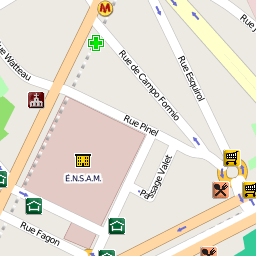 M
Rue Watteau
Rue de Campo Formio
Rue Esquirol
Rue Pinel
E.N.S.A.M.
Passage Valet
Rue Fagon